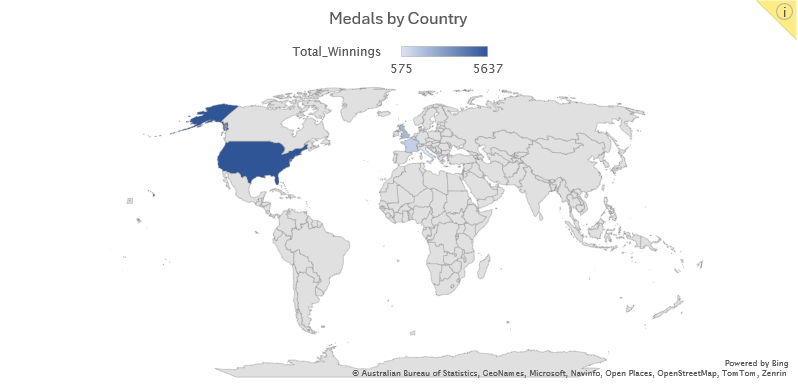 Medals by Country
ⓘ
Total_Winnings
575 5637
Powered by Bing
© Australian Bureau of Statistics, GeoNames, Microsoft, Navinfo, Open Places, OpenStreetMap, TomTom, Zenrin